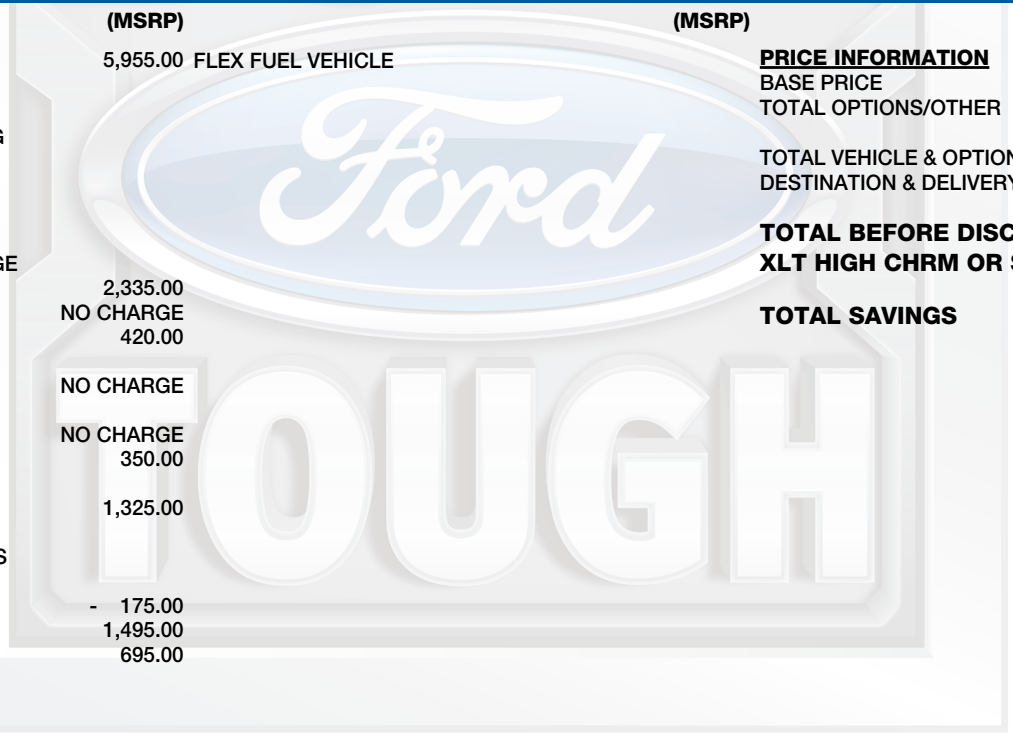 (MSRP)
5,955.00 FLEX FUEL VEHICLE
G
GE
2,335.00
NO CHARGE
420.00
NO CHARGE
NO CHARGE
350.00
1,325.00
S
- 175.00
1,495.00
695.00
(MSRP)
PRICE INFORMATION
BASE PRICE
TOTAL OPTIONS/OTHER
TOTAL VEHICLE & OPTION
DESTINATION & DELIVERY
TOTAL BEFORE DISC
XLT HIGH CHRM OR S
TOTAL SAVINGS
Ford
TOUGH